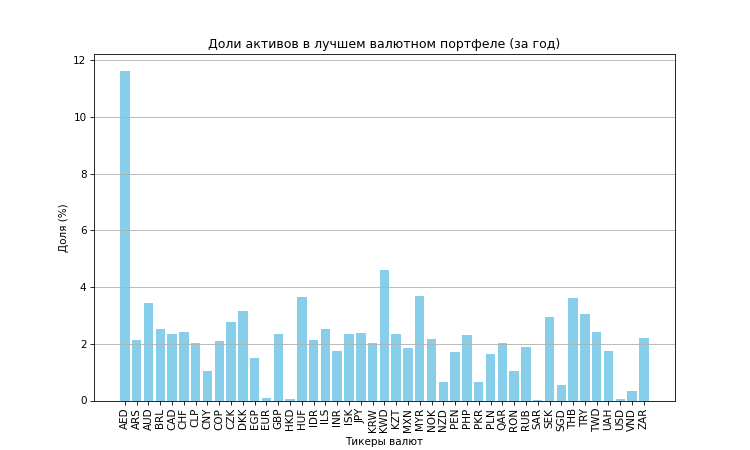 Доли активов в лучшем валютном портфеле (за год)
Доля (%)
12
10
8
6
4
2
0
AED ARS AUD BRL CAD CHF CLP CNY COP CZK DKK EGP EUR GBP HKD HUF IDR ILS INR ISK JPY KRW KWD KZT MXN MYR NOK NZD PEN PHP PKR PLN QAR RON RUB SAR SEK SGD THB TRY TWD UAH USD VND ZAR
Тикеры валют